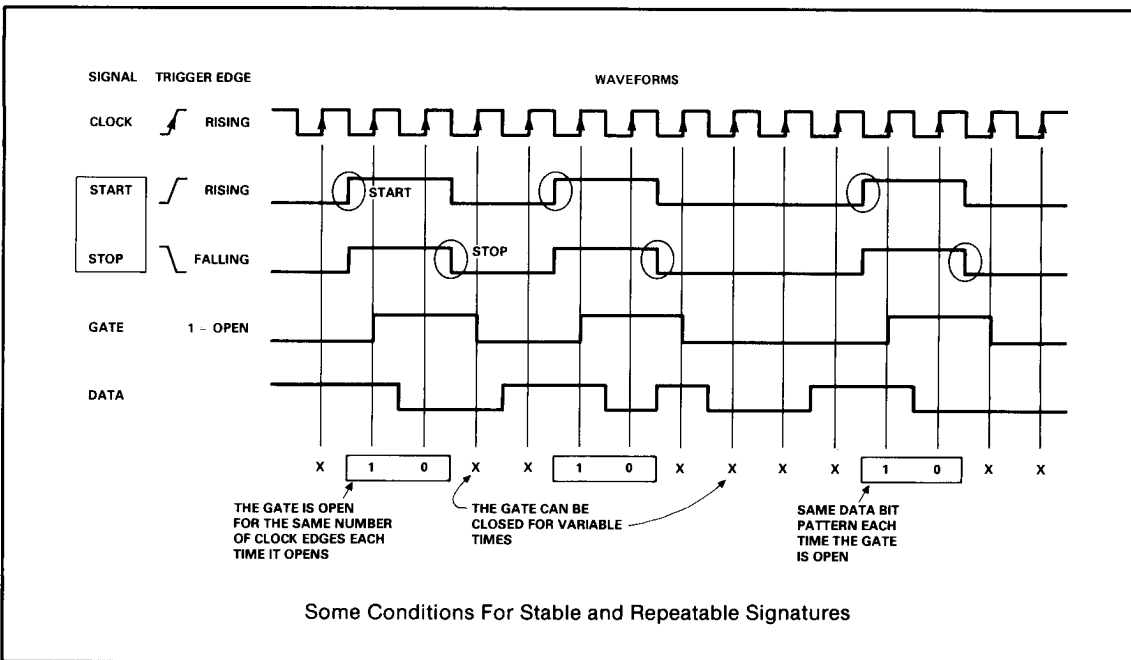 SIGNAL TRIGGER EDGE WAVEFORMS
CLOCK RISING
START RISING START
STOP FALLING STOP
GATE 1 – OPEN
DATA
X 1 0 X X 1 0 X X X X 1 0 X X
THE GATE IS OPEN
FOR THE SAME NUMBER
OF CLOCK EDGES EACH
TIME IT OPENS
THE GATE CAN BE
CLOSED FOR VARIABLE
TIMES
SAME DATA BIT
PATTERN EACH
TIME THE GATE
IS OPEN
Some Conditions For Stable and Repeatable Signatures